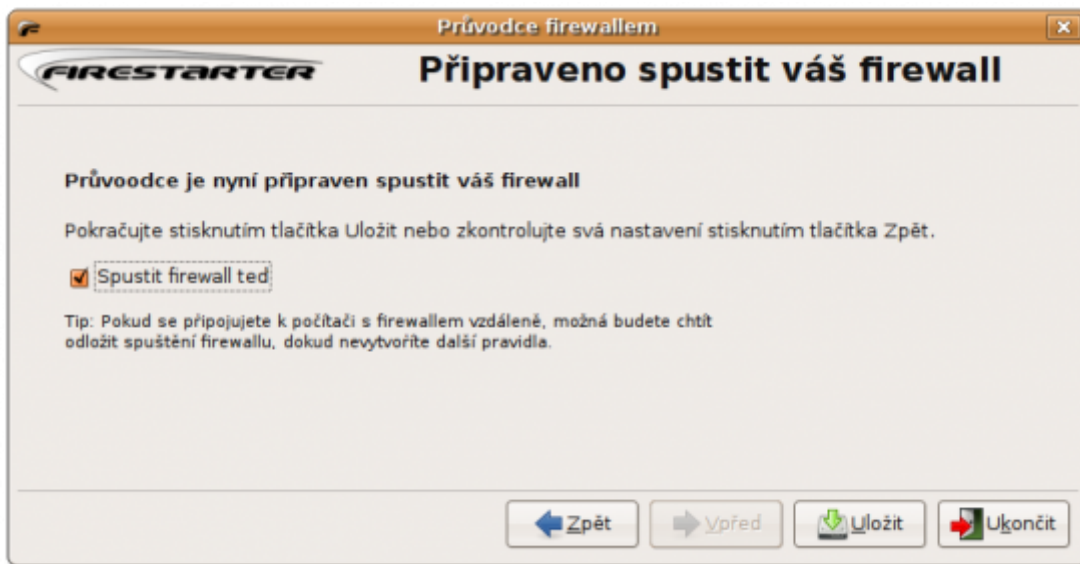 Průvodce firewallem
FIRESTARTER
Připraveno spustit váš firewall
Průvoodce je nyní připraven spustit váš firewall
Pokračujte stisknutím tlačítka Uložit nebo zkontrolujte svá nastavení stisknutím tlačítka Zpět.
Spustit firewall ted
Tip: Pokud se připojujete k počítači s firewallem vzdáleně, možná budete chtít
odložit spuštění firewallu, dokud nevytvoříte další pravidla.
Zpět
Vpřed
Uložit
Ukončit